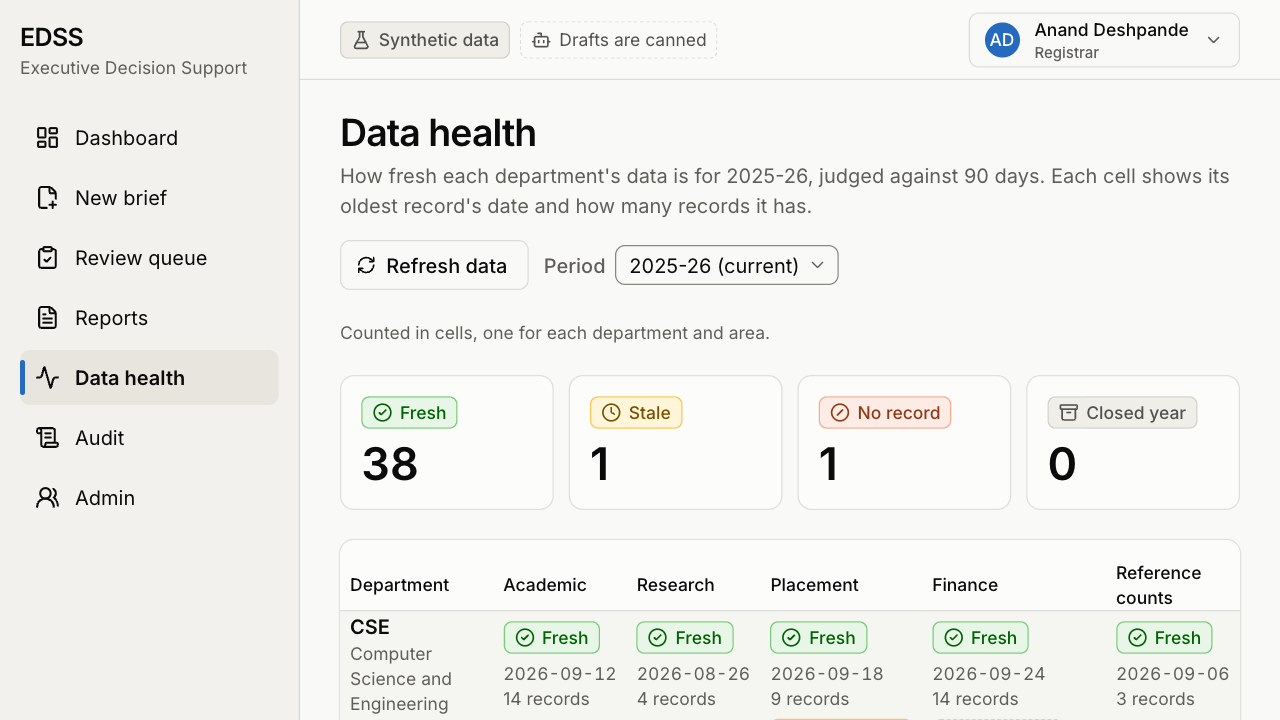 EDSS
Executive Decision Support
Dashboard
New brief
Review queue
Reports
Data health
Audit
Admin
Synthetic data
Drafts are canned
AD
Anand Deshpande
Registrar
Data health
How fresh each department's data is for 2025-26, judged against 90 days. Each cell shows its
oldest record's date and how many records it has.
Refresh data
Period
2025-26 (current)
Counted in cells, one for each department and area.
Fresh
38
Stale
1
No record
1
Closed year
0
Department
Academic
Research
Placement
Finance
Reference
counts
CSE
Computer
Science and
Engineering
Fresh
2026-09-12
14 records
Fresh
2026-08-26
4 records
Fresh
2026-09-18
9 records
Fresh
2026-09-24
14 records
Fresh
2026-09-06
3 records